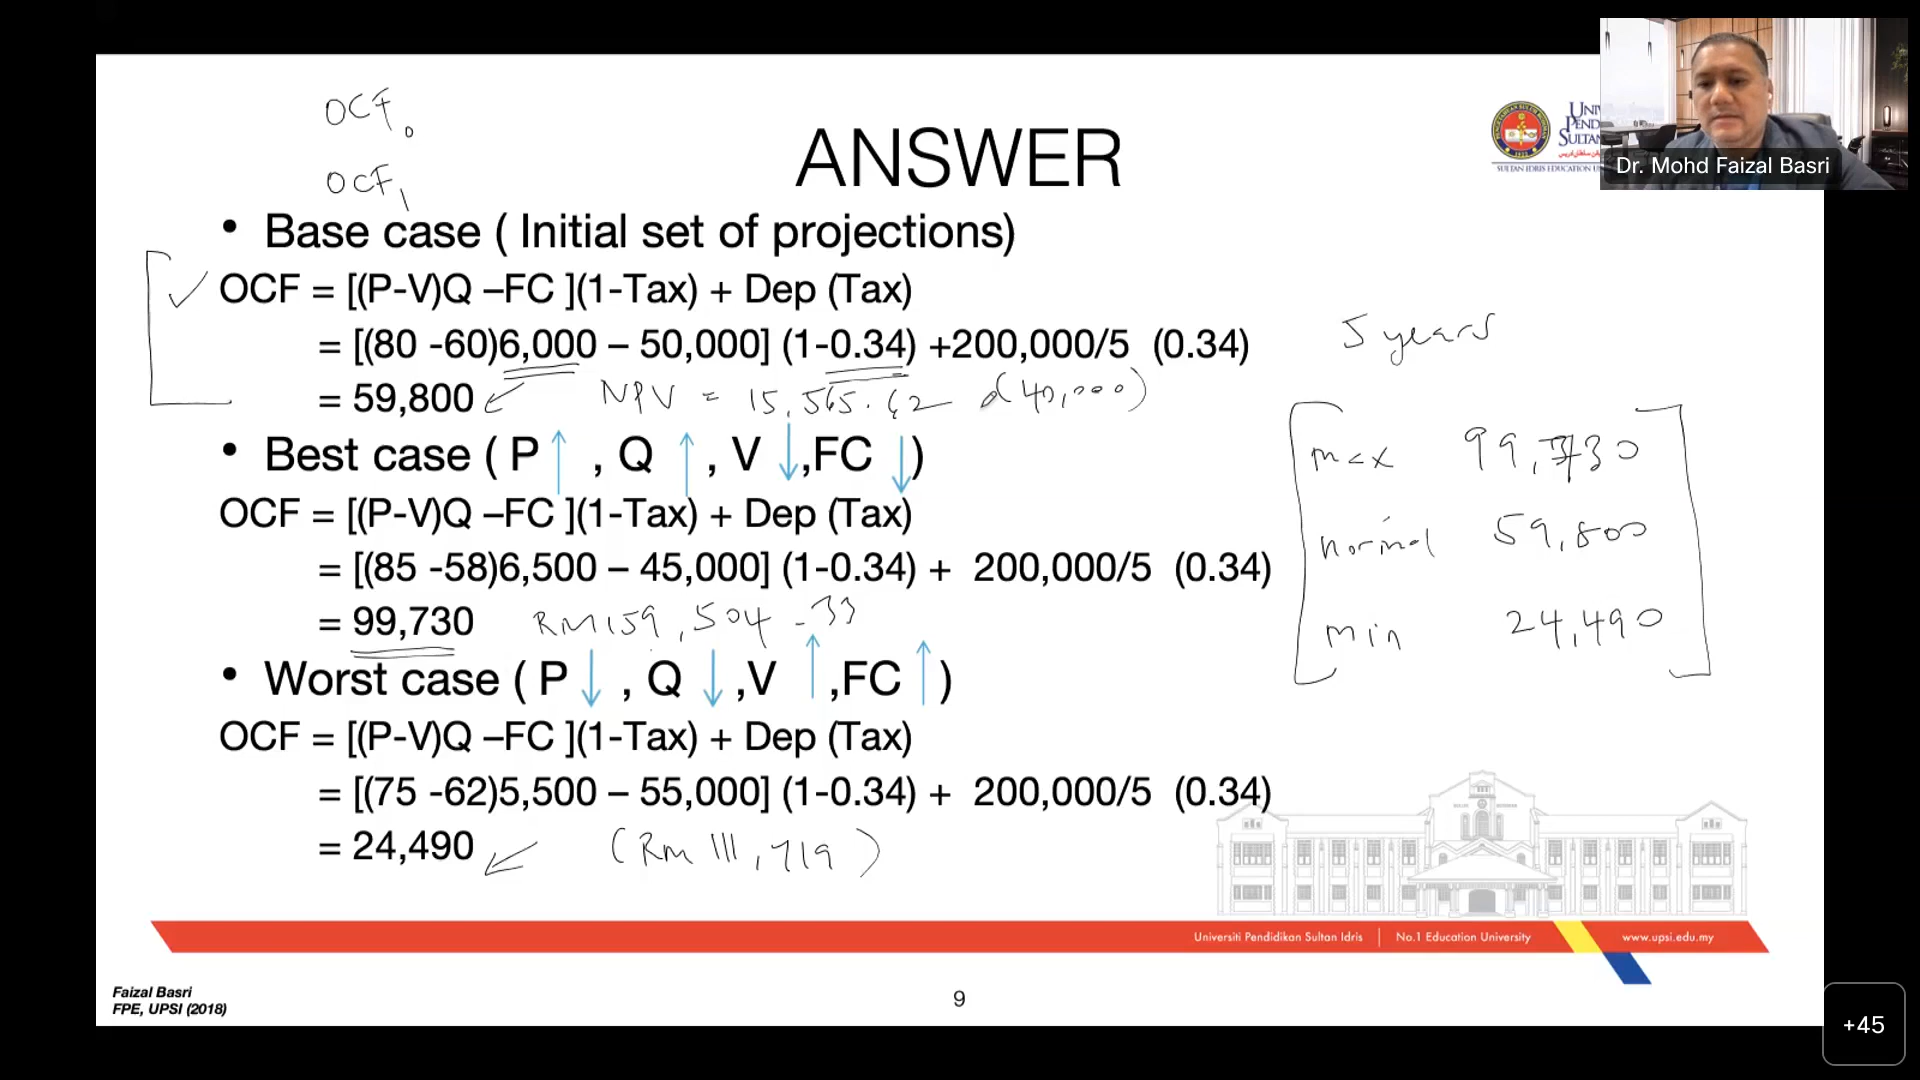 OCF0
OCF1
ANSWER
SULTAN IDRIS EDUCATION
Dr. Mohd Faizal Basri
• Base case ( Initial set of projections)
OCF = [(P-V)Q –FC ](1-Tax) + Dep (Tax)
= [(80 -60)6,000 – 50,000] (1-0.34) +200,000/5 (0.34)
5 years
= 59,800
NPV = 15,565.62
(40,000)
• Best case ( P↑ , Q ↑ , V ↓,FC ↓)
OCF = [(P-V)Q –FC ](1-Tax) + Dep (Tax)
= [(85 -58)6,500 – 45,000] (1-0.34) + 200,000/5 (0.34)
= 99,730
RM159,504.33
max 99,730
normal 59,800
min 24,490
• Worst case ( P↓ , Q ↓,V ↑,FC↑ )
OCF = [(P-V)Q –FC ](1-Tax) + Dep (Tax)
= [(75 -62)5,500 – 55,000] (1-0.34) + 200,000/5 (0.34)
= 24,490
(RM 111,719)
Universiti Pendidikan Sultan Idris | No.1 Education University
www.upsi.edu.my
Faizal Basri
FPE, UPSI (2018)
9
+45